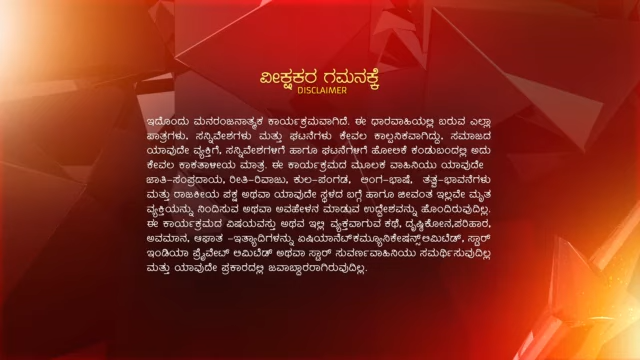 ವೀಕ್ಷಕರ ಗಮನಕ್ಕೆ
DISCLAIMER
ಇದೊಂದು ಮನರಂಜನಾತ್ಮಕ ಕಾರ್ಯಕ್ರಮವಾಗಿದೆ. ಈ ಧಾರವಾಹಿಯಲ್ಲಿ ಬರುವ ಎಲ್ಲಾ
ಪಾತ್ರಗಳು, ಸನ್ನಿವೇಶಗಳು ಮತ್ತು ಘಟನೆಗಳು ಕೇವಲ ಕಾಲ್ಪನಿಕವಾಗಿದ್ದು, ಸಮಾಜದ
ಯಾವುದೇ ವ್ಯಕ್ತಿಗೆ, ಸನ್ನಿವೇಶಗಳಿಗೆ ಹಾಗೂ ಘಟನೆಗಳಿಗೆ ಹೋಲಿಕೆ ಕಂಡುಬಂದಲ್ಲಿ ಅದು
ಕೇವಲ ಕಾಕತಾಳೀಯ ಮಾತ್ರ. ಈ ಕಾರ್ಯಕ್ರಮದ ಮೂಲಕ ವಾಹಿನಿಯು ಯಾವುದೇ
ಜಾತಿ-ಸಂಪ್ರದಾಯ, ರೀತಿ-ರಿವಾಜು, ಕುಲ-ಪಂಗಡ, ಲಿಂಗ-ಭಾಷೆ, ತತ್ವ-ಭಾವನೆಗಳು
ಮತ್ತು ರಾಜಕೀಯ ಪಕ್ಷ ಅಥವಾ ಯಾವುದೇ ಸ್ಥಳದ ಬಗ್ಗೆ ಹಾಗೂ ಜೀವಂತ ಇಲ್ಲವೇ ಮೃತ
ವ್ಯಕ್ತಿಯನ್ನು ನಿಂದಿಸುವ ಅಥವಾ ಅವಹೇಳನ ಮಾಡುವ ಉದ್ದೇಶವನ್ನು ಹೊಂದಿರುವುದಿಲ್ಲ.
ಈ ಕಾರ್ಯಕ್ರಮದ ವಿಷಯವಸ್ತು ಅಥವ ಇಲ್ಲಿ ವ್ಯಕ್ತವಾಗುವ ಕಥೆ, ದೃಷ್ಠಿಕೋನ,ಪರಿಹಾರ,
ಅವಮಾನ, ಆಘಾತ -ಇತ್ಯಾದಿಗಳನ್ನು ಏಷಿಯಾನೆಟ್‌ಕಮ್ಯೂನಿಕೇಷನ್ಸ್ ಲಿಮಿಟೆಡ್, ಸ್ಟಾರ್
ಇಂಡಿಯಾ ಪ್ರೈವೇಟ್ ಲಿಮಿಟೆಡ್ ಅಥವಾ ಸ್ಟಾರ್ ಸುವರ್ಣವಾಹಿನಿಯು ಸಮರ್ಥಿಸುವುದಿಲ್ಲ
ಮತ್ತು ಯಾವುದೇ ಪ್ರಕಾರದಲ್ಲಿ ಜವಾಬ್ದಾರರಾಗಿರುವುದಿಲ್ಲ.